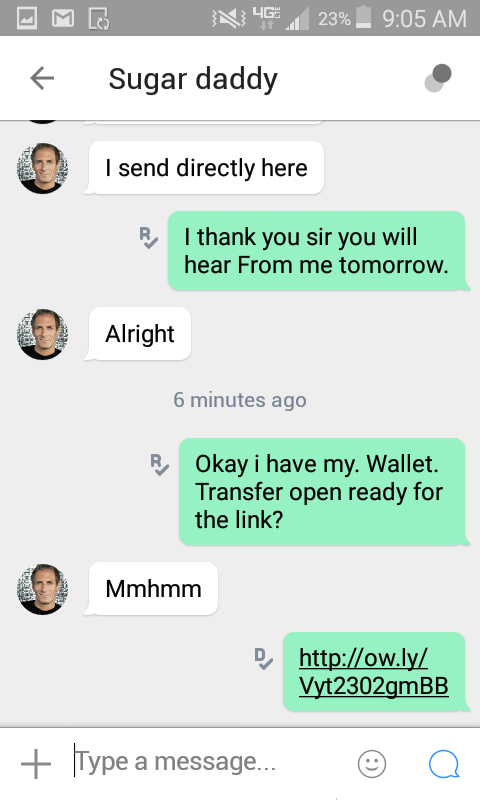 4G LTE 23% 9:05 AM
Sugar daddy
I send directly here
R
I thank you sir you will
hear From me tomorrow.
Alright
6 minutes ago
R
Okay i have my. Wallet.
Transfer open ready for
the link?
Mmhmm
D
http://ow.ly/
Vyt2302gmBB
Type a message...